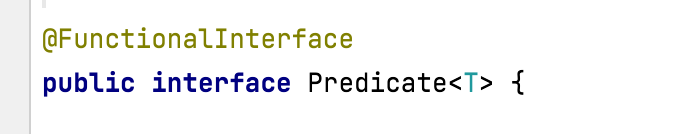 @FunctionalInterface
public interface Predicate<T> {